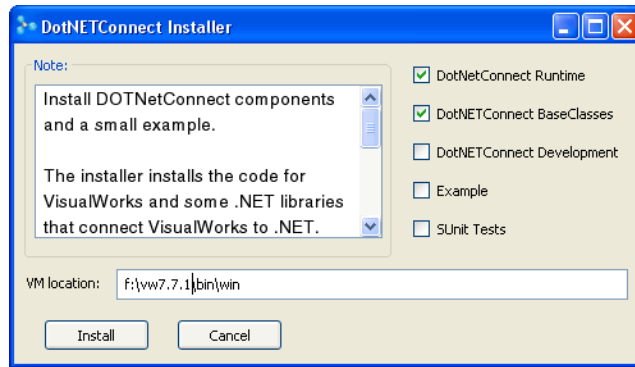 DotNETConnect Installer
Note:
Install DOTNetConnect components
and a small example.
The installer installs the code for
VisualWorks and some .NET libraries
that connect VisualWorks to .NET.
DotNetConnect Runtime
DotNETConnect BaseClasses
DotNETConnect Development
Example
SUnit Tests
VM location: f:\vw7.7.1\bin\win
Install Cancel